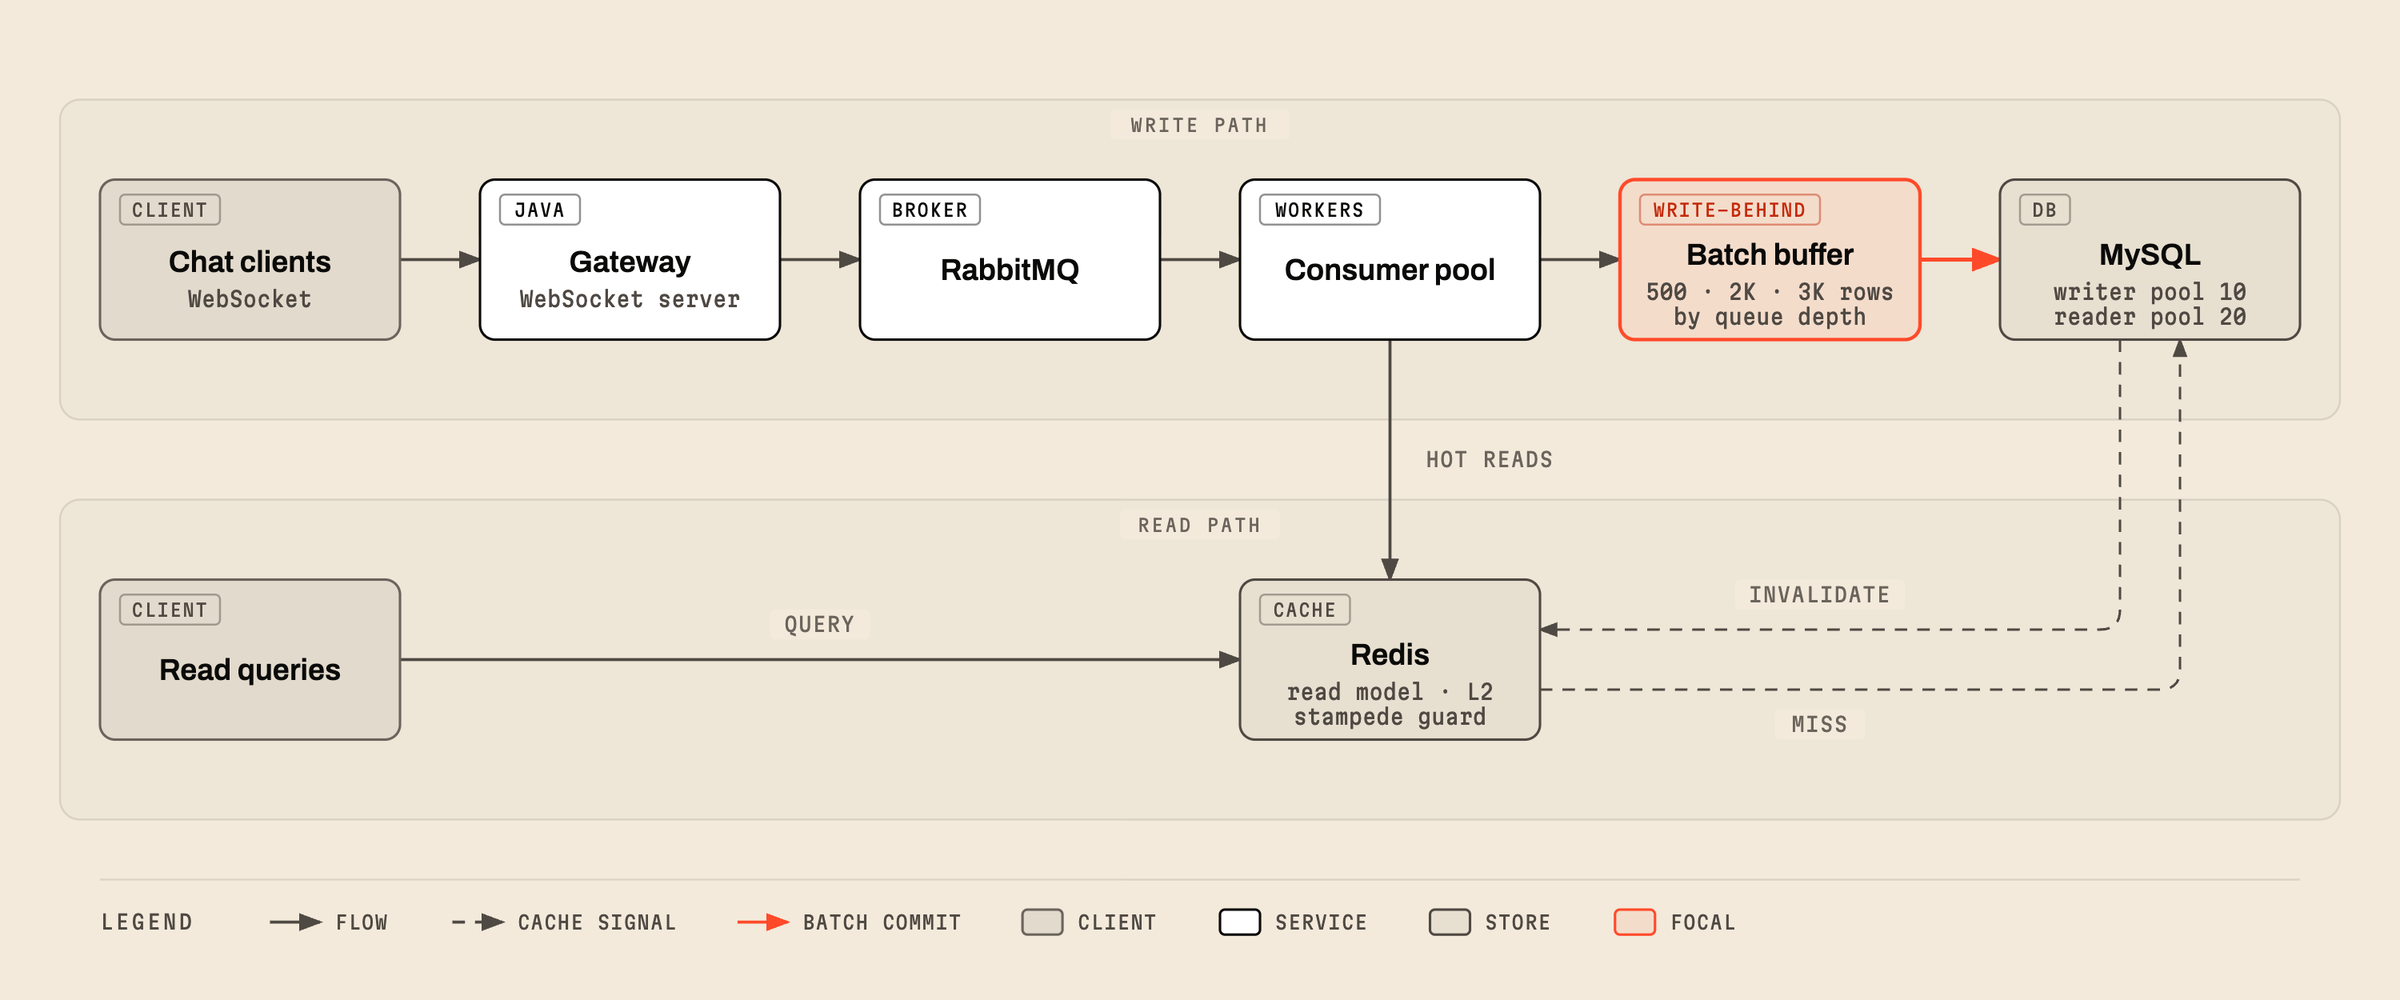 WRITE PATH
CLIENT
Chat clients
WebSocket
JAVA
Gateway
WebSocket server
BROKER
RabbitMQ
WORKERS
Consumer pool
WRITE-BEHIND
Batch buffer
500 · 2K · 3K rows
by queue depth
DB
MySQL
writer pool 10
reader pool 20
HOT READS
READ PATH
CLIENT
Read queries
QUERY
CACHE
Redis
read model · L2
stampede guard
INVALIDATE
MISS
LEGEND
FLOW
CACHE SIGNAL
BATCH COMMIT
CLIENT
SERVICE
STORE
FOCAL